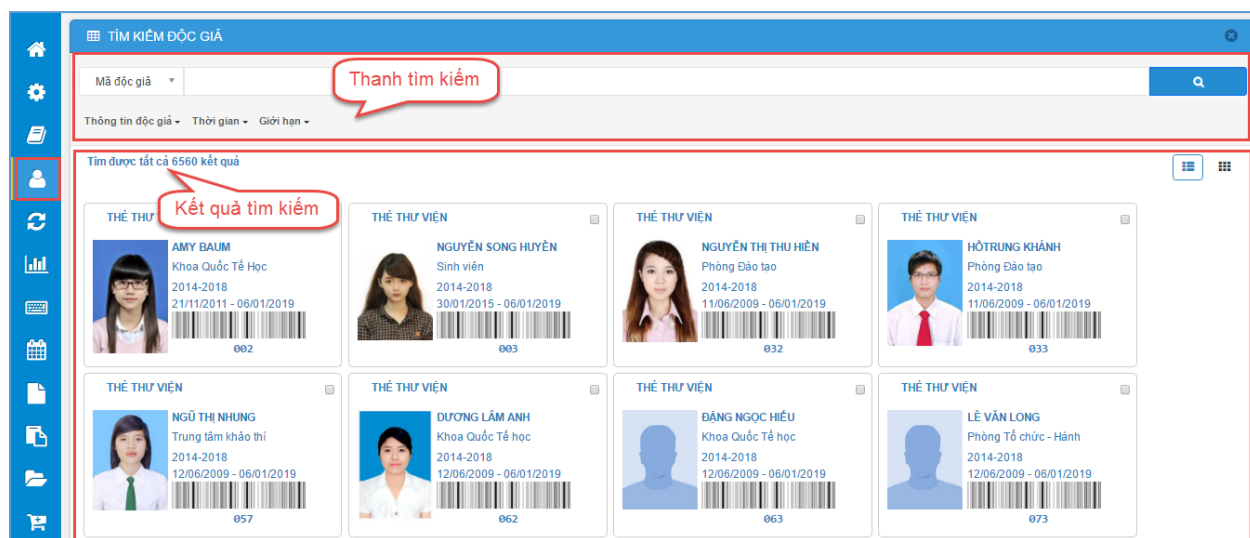 TÌM KIẾM ĐỘC GIẢ
Mã độc giả
Thanh tìm kiếm
Thông tin độc giả Thời gian Giới hạn
Tìm được tất cả 6560 kết quả
Kết quả tìm kiếm
THẺ THƯ
AMY BAUM
Khoa Quốc Tế Học
2014-2018
21/11/2011 - 06/01/2019
002
THẺ THƯ VIỆN
NGUYỄN SONG HUYỀN
Sinh viên
2014-2018
30/01/2015 - 06/01/2019
003
THẺ THƯ VIỆN
NGUYỄN THỊ THU HIỀN
Phòng Đào tạo
2014-2018
11/06/2009 - 06/01/2019
032
THẺ THƯ VIỆN
HỒTRUNG KHÁNH
Phòng Đào tạo
2014-2018
11/06/2009 - 06/01/2019
033
THẺ THƯ VIỆN
NGŨ THỊ NHUNG
Trung tâm khảo thí
2014-2018
12/06/2009 - 06/01/2019
057
THẺ THƯ VIỆN
DƯƠNG LÂM ANH
Khoa Quốc Tế học
2014-2018
12/06/2009 - 06/01/2019
062
THẺ THƯ VIỆN
ĐẶNG NGỌC HIẾU
Khoa Quốc Tế học
2014-2018
12/06/2009 - 06/01/2019
063
THẺ THƯ VIỆN
LÊ VĂN LONG
Phòng Tổ chức - Hành
2014-2018
12/06/2009 - 06/01/2019
073